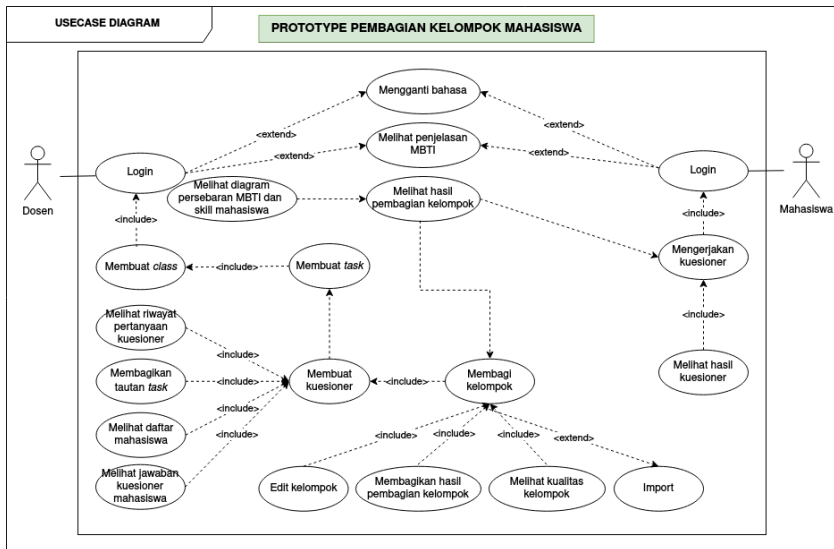 USECASE DIAGRAM
PROTOTYPE PEMBAGIAN KELOMPOK MAHASISWA
Mengganti bahasa
<extend>
<extend>
Melihat penjelasan
MBTI
<extend>
<extend>
Login
Login
Dosen
Mahasiswa
Melihat diagram
persebaran MBTI dan
skill mahasiswa
Melihat hasil
pembagian kelompok
<include>
<include>
Mengerjakan
kuesioner
Membuat class
<include>
Membuat task
Melihat riwayat
pertanyaan
kuesioner
<include>
<include>
Melihat hasil
kuesioner
Membagikan
tautan task
<include>
Membuat
kuesioner
<include>
Membagi
kelompok
<include>
Melihat daftar
mahasiswa
<include>
Melihat jawaban
kuesioner
mahasiswa
<include>
<include>
<include>
<extend>
Edit kelompok
Membagikan hasil
pembagian kelompok
Melihat kualitas
kelompok
Import